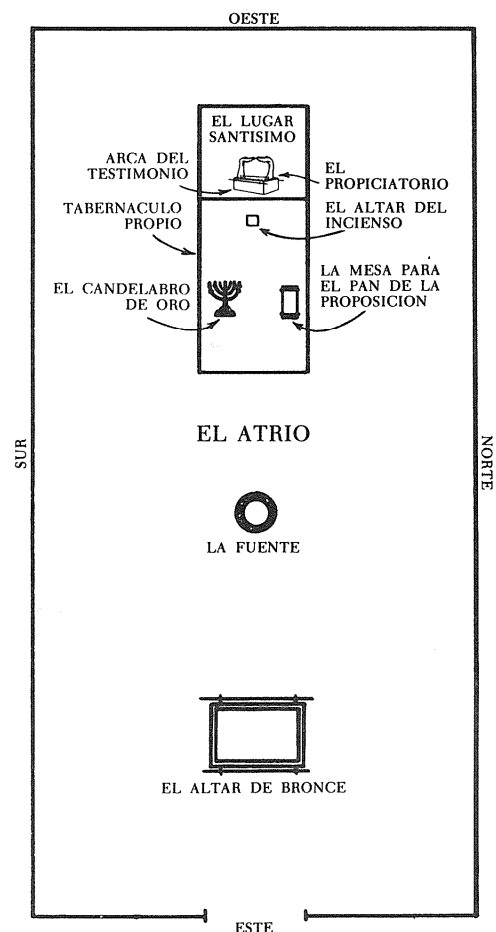 OESTE
EL LUGAR
SANTISIMO
ARCA DEL
TESTIMONIO
EL
PROPICIATORIO
TABERNACULO
PROPIO
EL ALTAR DEL
INCIENSO
EL CANDELABRO
DE ORO
LA MESA PARA
EL PAN DE LA
PROPOSICION
EL ATRIO
SUR
NORTE
LA FUENTE
EL ALTAR DE BRONCE
ESTE